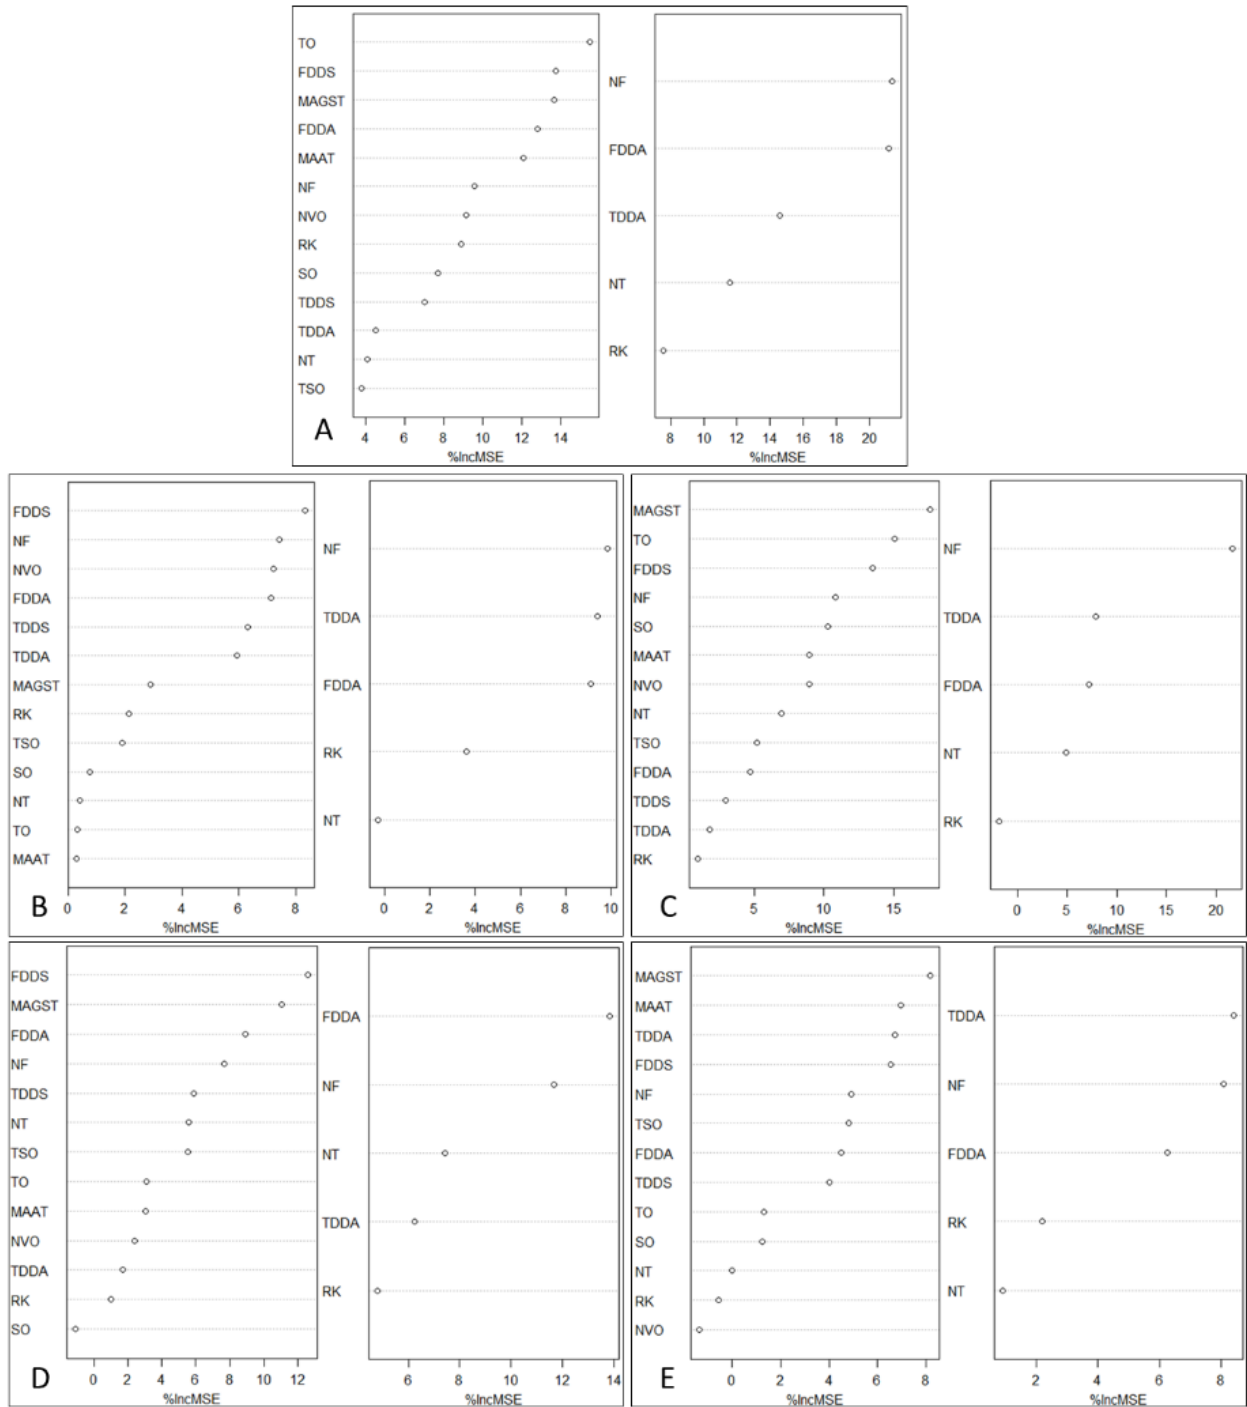 TO
FDDS
MAGST
FDDA
MAAT
NF
NVO
RK
SO
TDDS
TDDA
NT
TSO
4 6 8 10 12 14
%IncMSE
NF
FDDA
TDDA
NT
RK
8 10 12 14 16 18 20
%IncMSE
A
FDDS
NF
NVO
FDDA
TDDS
TDDA
MAGST
RK
TSO
SO
NT
TO
MAAT
0 2 4 6 8
%IncMSE
NF
TDDA
FDDA
RK
NT
0 2 4 6 8 10
%IncMSE
B
MAGST
TO
FDDS
NF
SO
MAAT
NVO
NT
TSO
FDDA
TDDS
TDDA
RK
5 10 15
%IncMSE
NF
TDDA
FDDA
NT
RK
0 5 10 15 20
%IncMSE
C
FDDS
MAGST
FDDA
NF
TDDS
NT
TSO
TO
MAAT
NVO
TDDA
RK
SO
0 2 4 6 8 10 12
%IncMSE
FDDA
NF
NT
TDDA
RK
6 8 10 12 14
%IncMSE
D
MAGST
MAAT
TDDA
FDDS
NF
TSO
FDDA
TDDS
TO
SO
NT
RK
NVO
0 2 4 6 8
%IncMSE
TDDA
NF
FDDA
RK
NT
2 4 6 8
%IncMSE
E